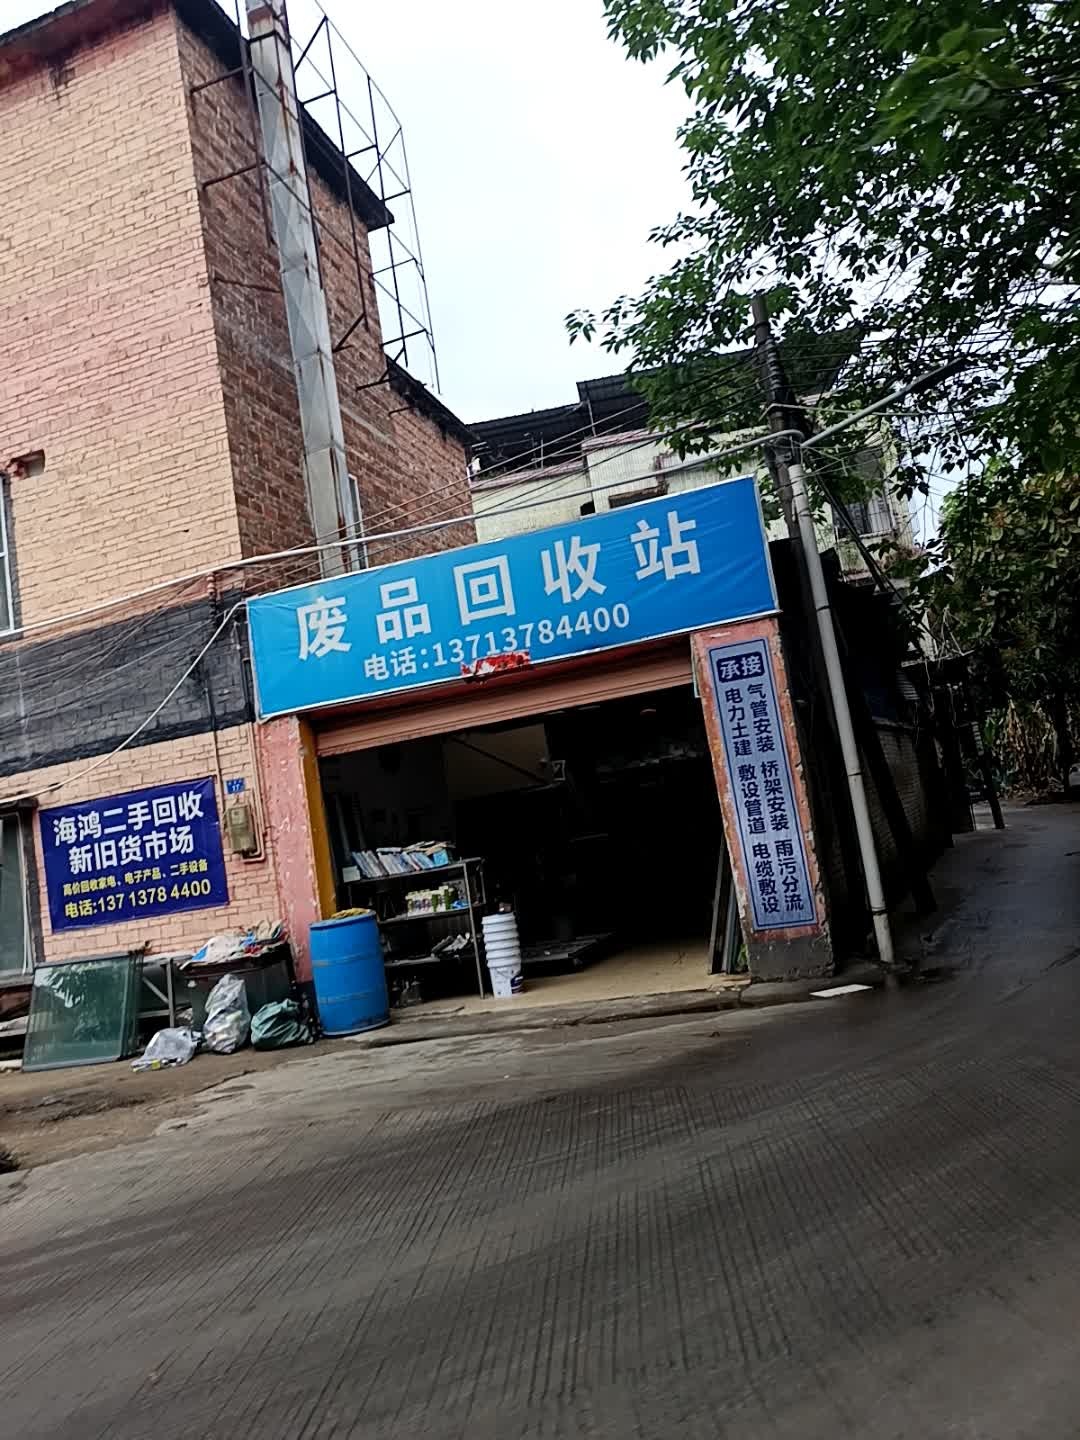 废品回收站
电话:13713784400
海鸿二手回收
新旧货市场
高价回收家电、电子产品、二手设备
电话:137 1378 4400
承接
气管安装 桥架安装 雨污分流
电力土建 敷设管道 电缆敷设